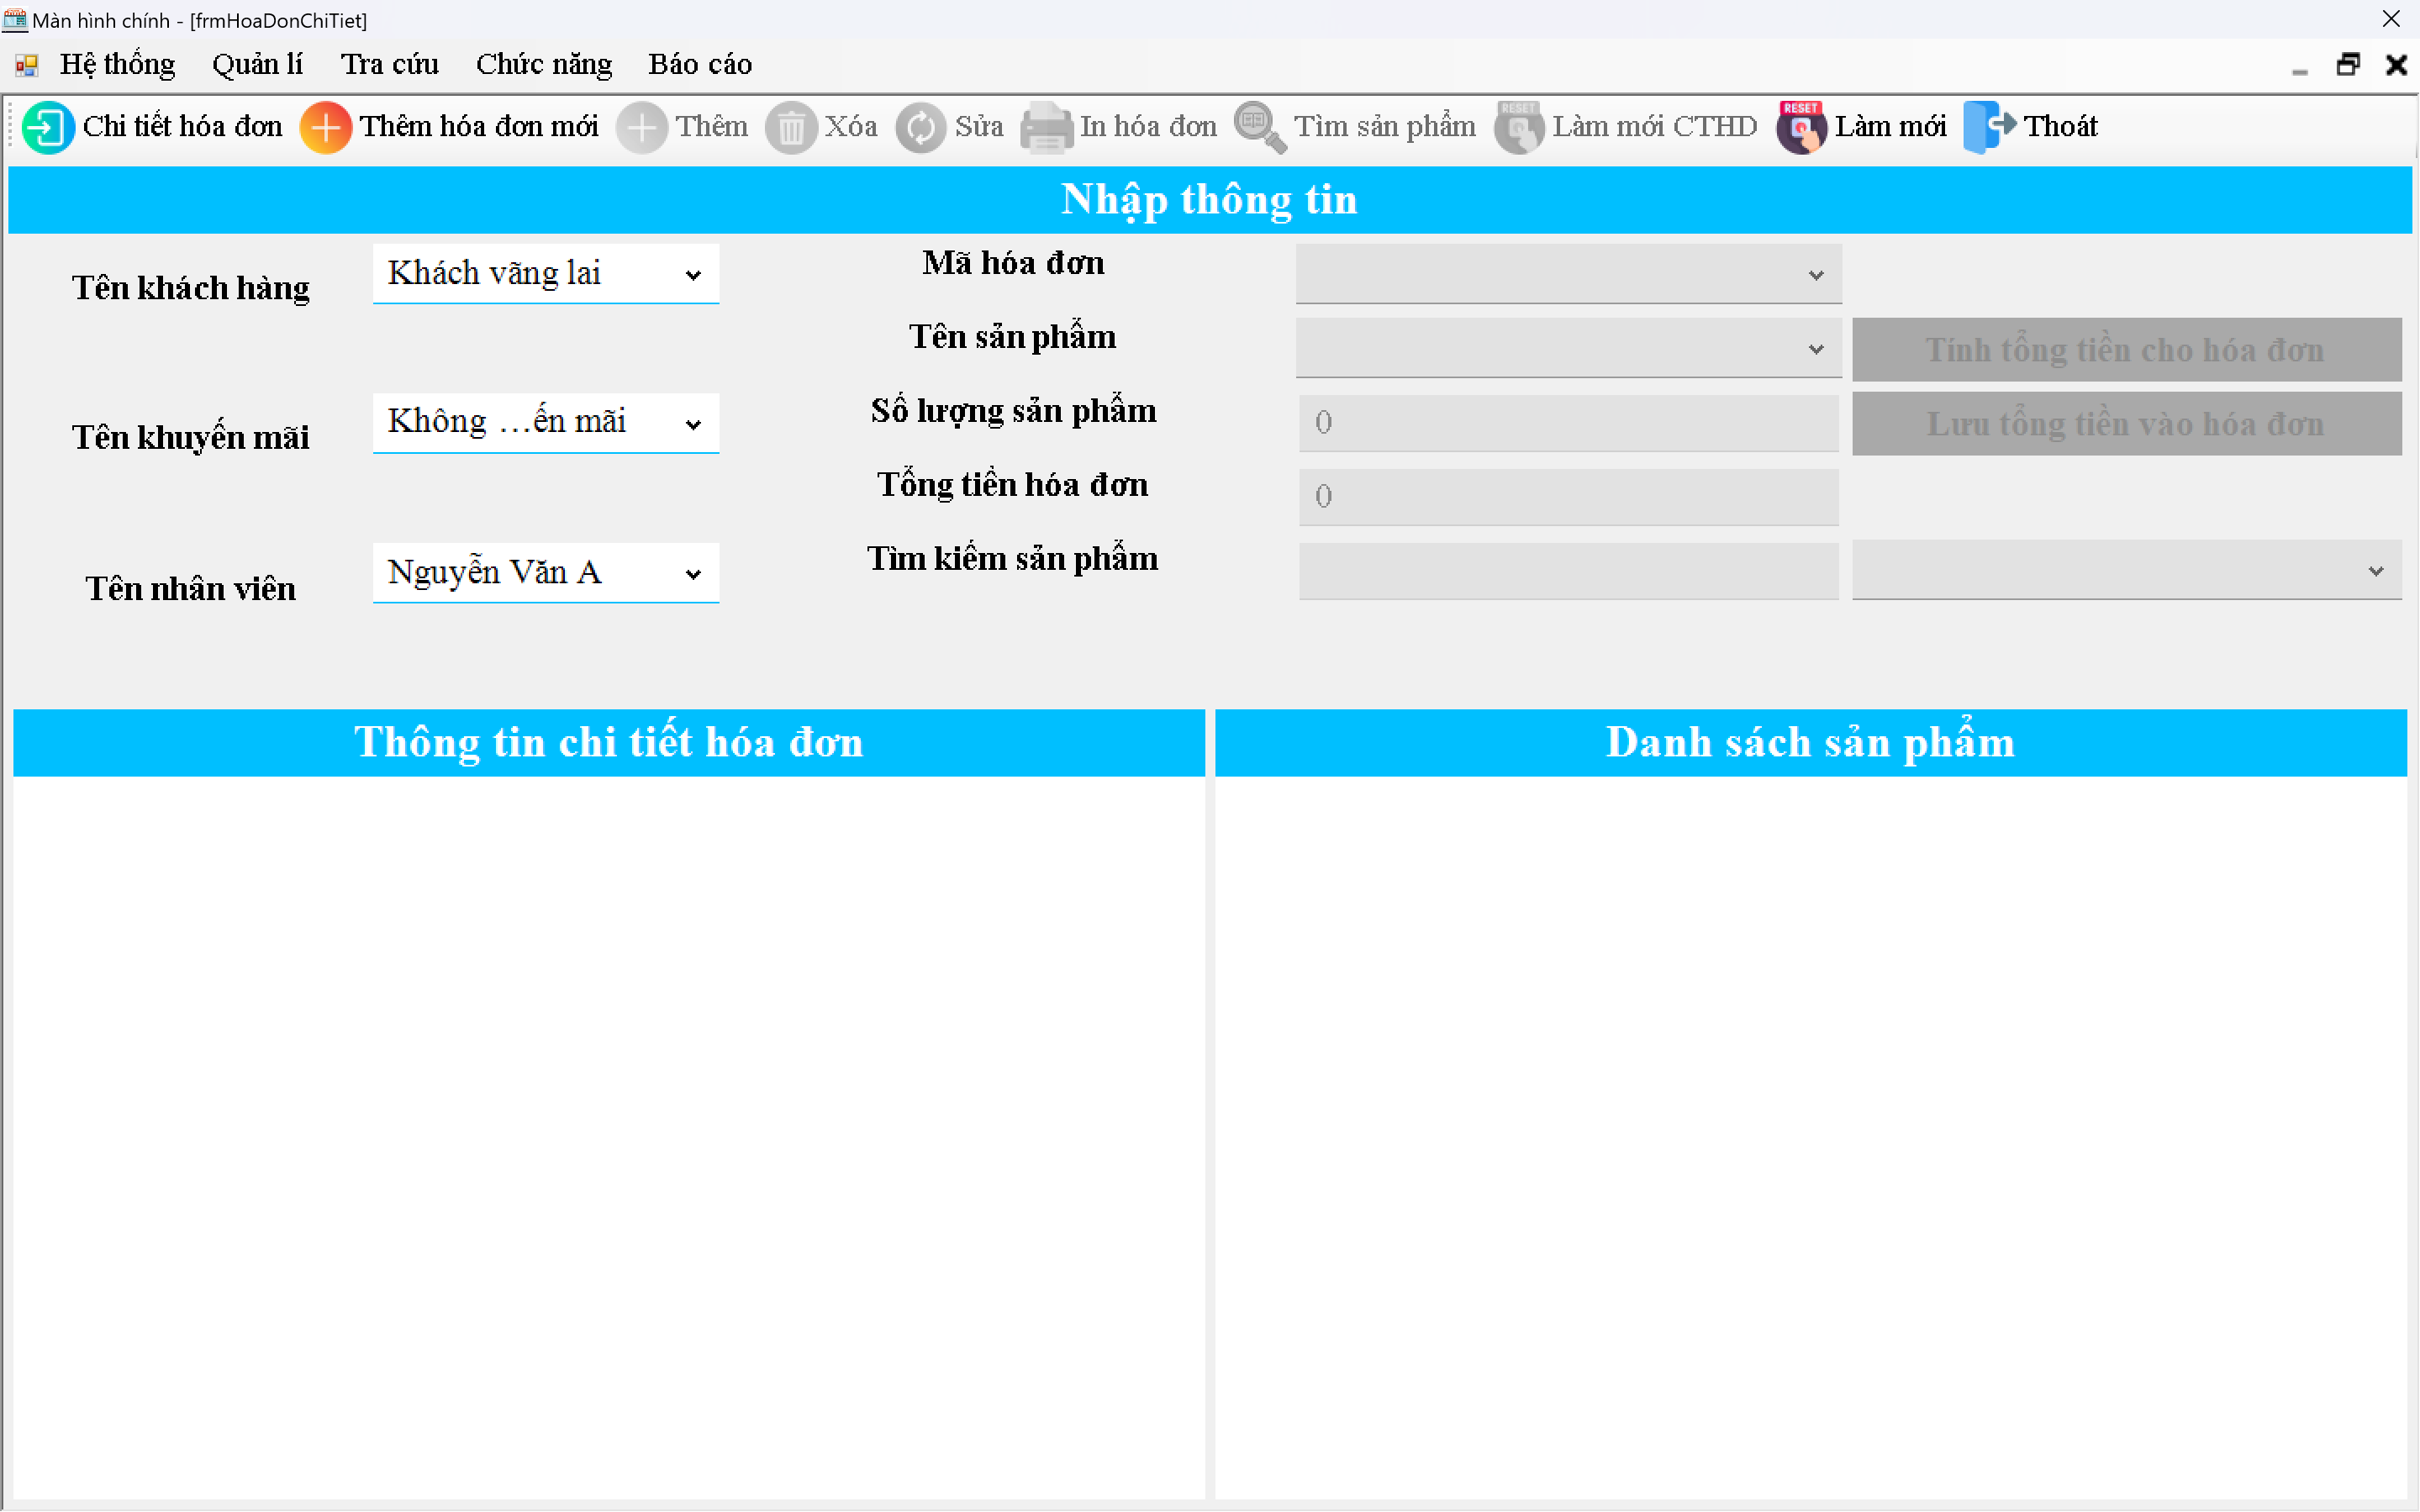 Màn hình chính - [frmHoaDonChiTiet]
Hệ thống Quản lí Tra cứu Chức năng Báo cáo
Chi tiết hóa đơn Thêm hóa đơn mới Thêm Xóa Sửa In hóa đơn Tìm sản phẩm RESET Làm mới CTHD RESET Làm mới Thoát
Nhập thông tin
Tên khách hàng Khách vãng lai
Tên khuyến mãi Không ...ến mãi
Tên nhân viên Nguyễn Văn A
Mã hóa đơn
Tên sản phẩm Tính tổng tiền cho hóa đơn
Số lượng sản phẩm 0 Lưu tổng tiền vào hóa đơn
Tổng tiền hóa đơn 0
Tìm kiếm sản phẩm
Thông tin chi tiết hóa đơn
Danh sách sản phẩm